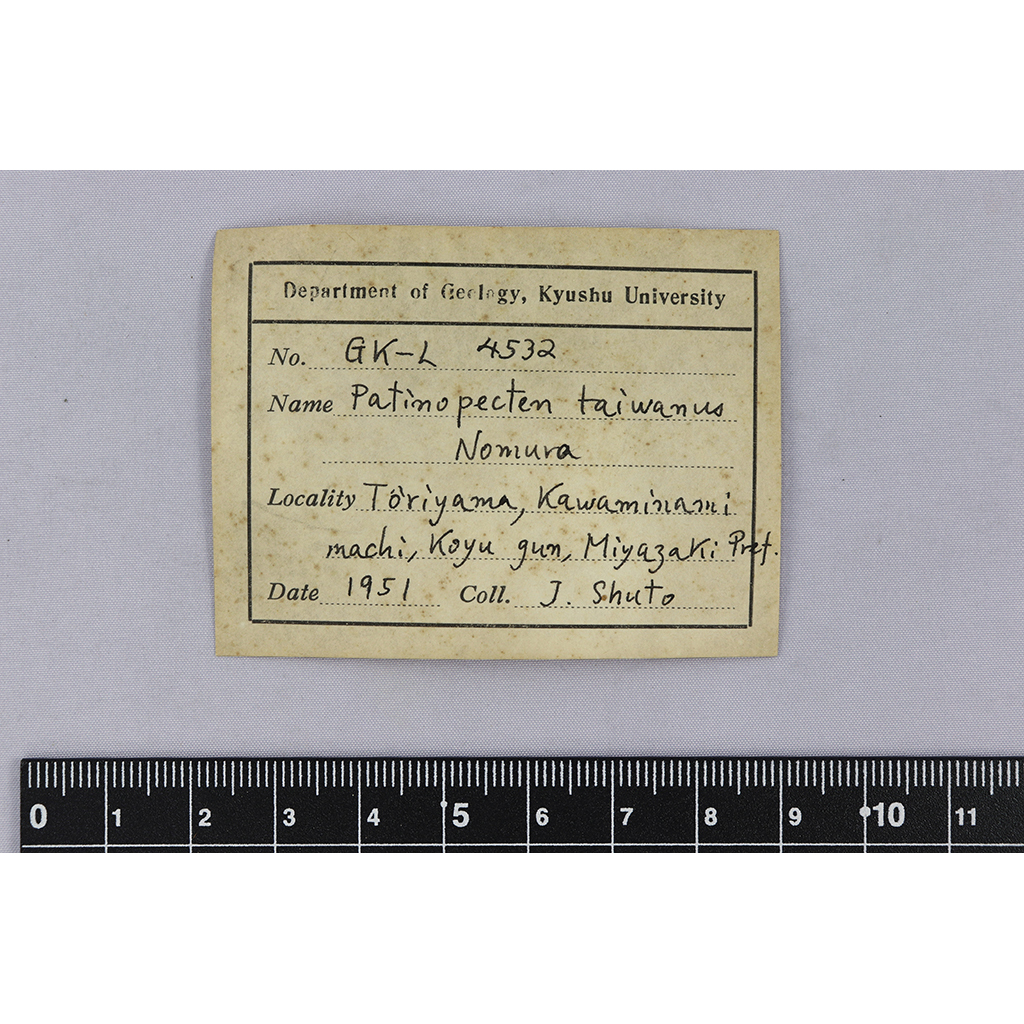 Department of Geology, Kyushu University
No. GK-L 4532
Name Patinopecten taiwanus
Nomura
Locality Tōriyama, Kawaminami
machi, Koyu gun, Miyazaki Pref.
Date 1951 Coll. J. Shuto
0 1 2 3 4 5 6 7 8 9 10 11